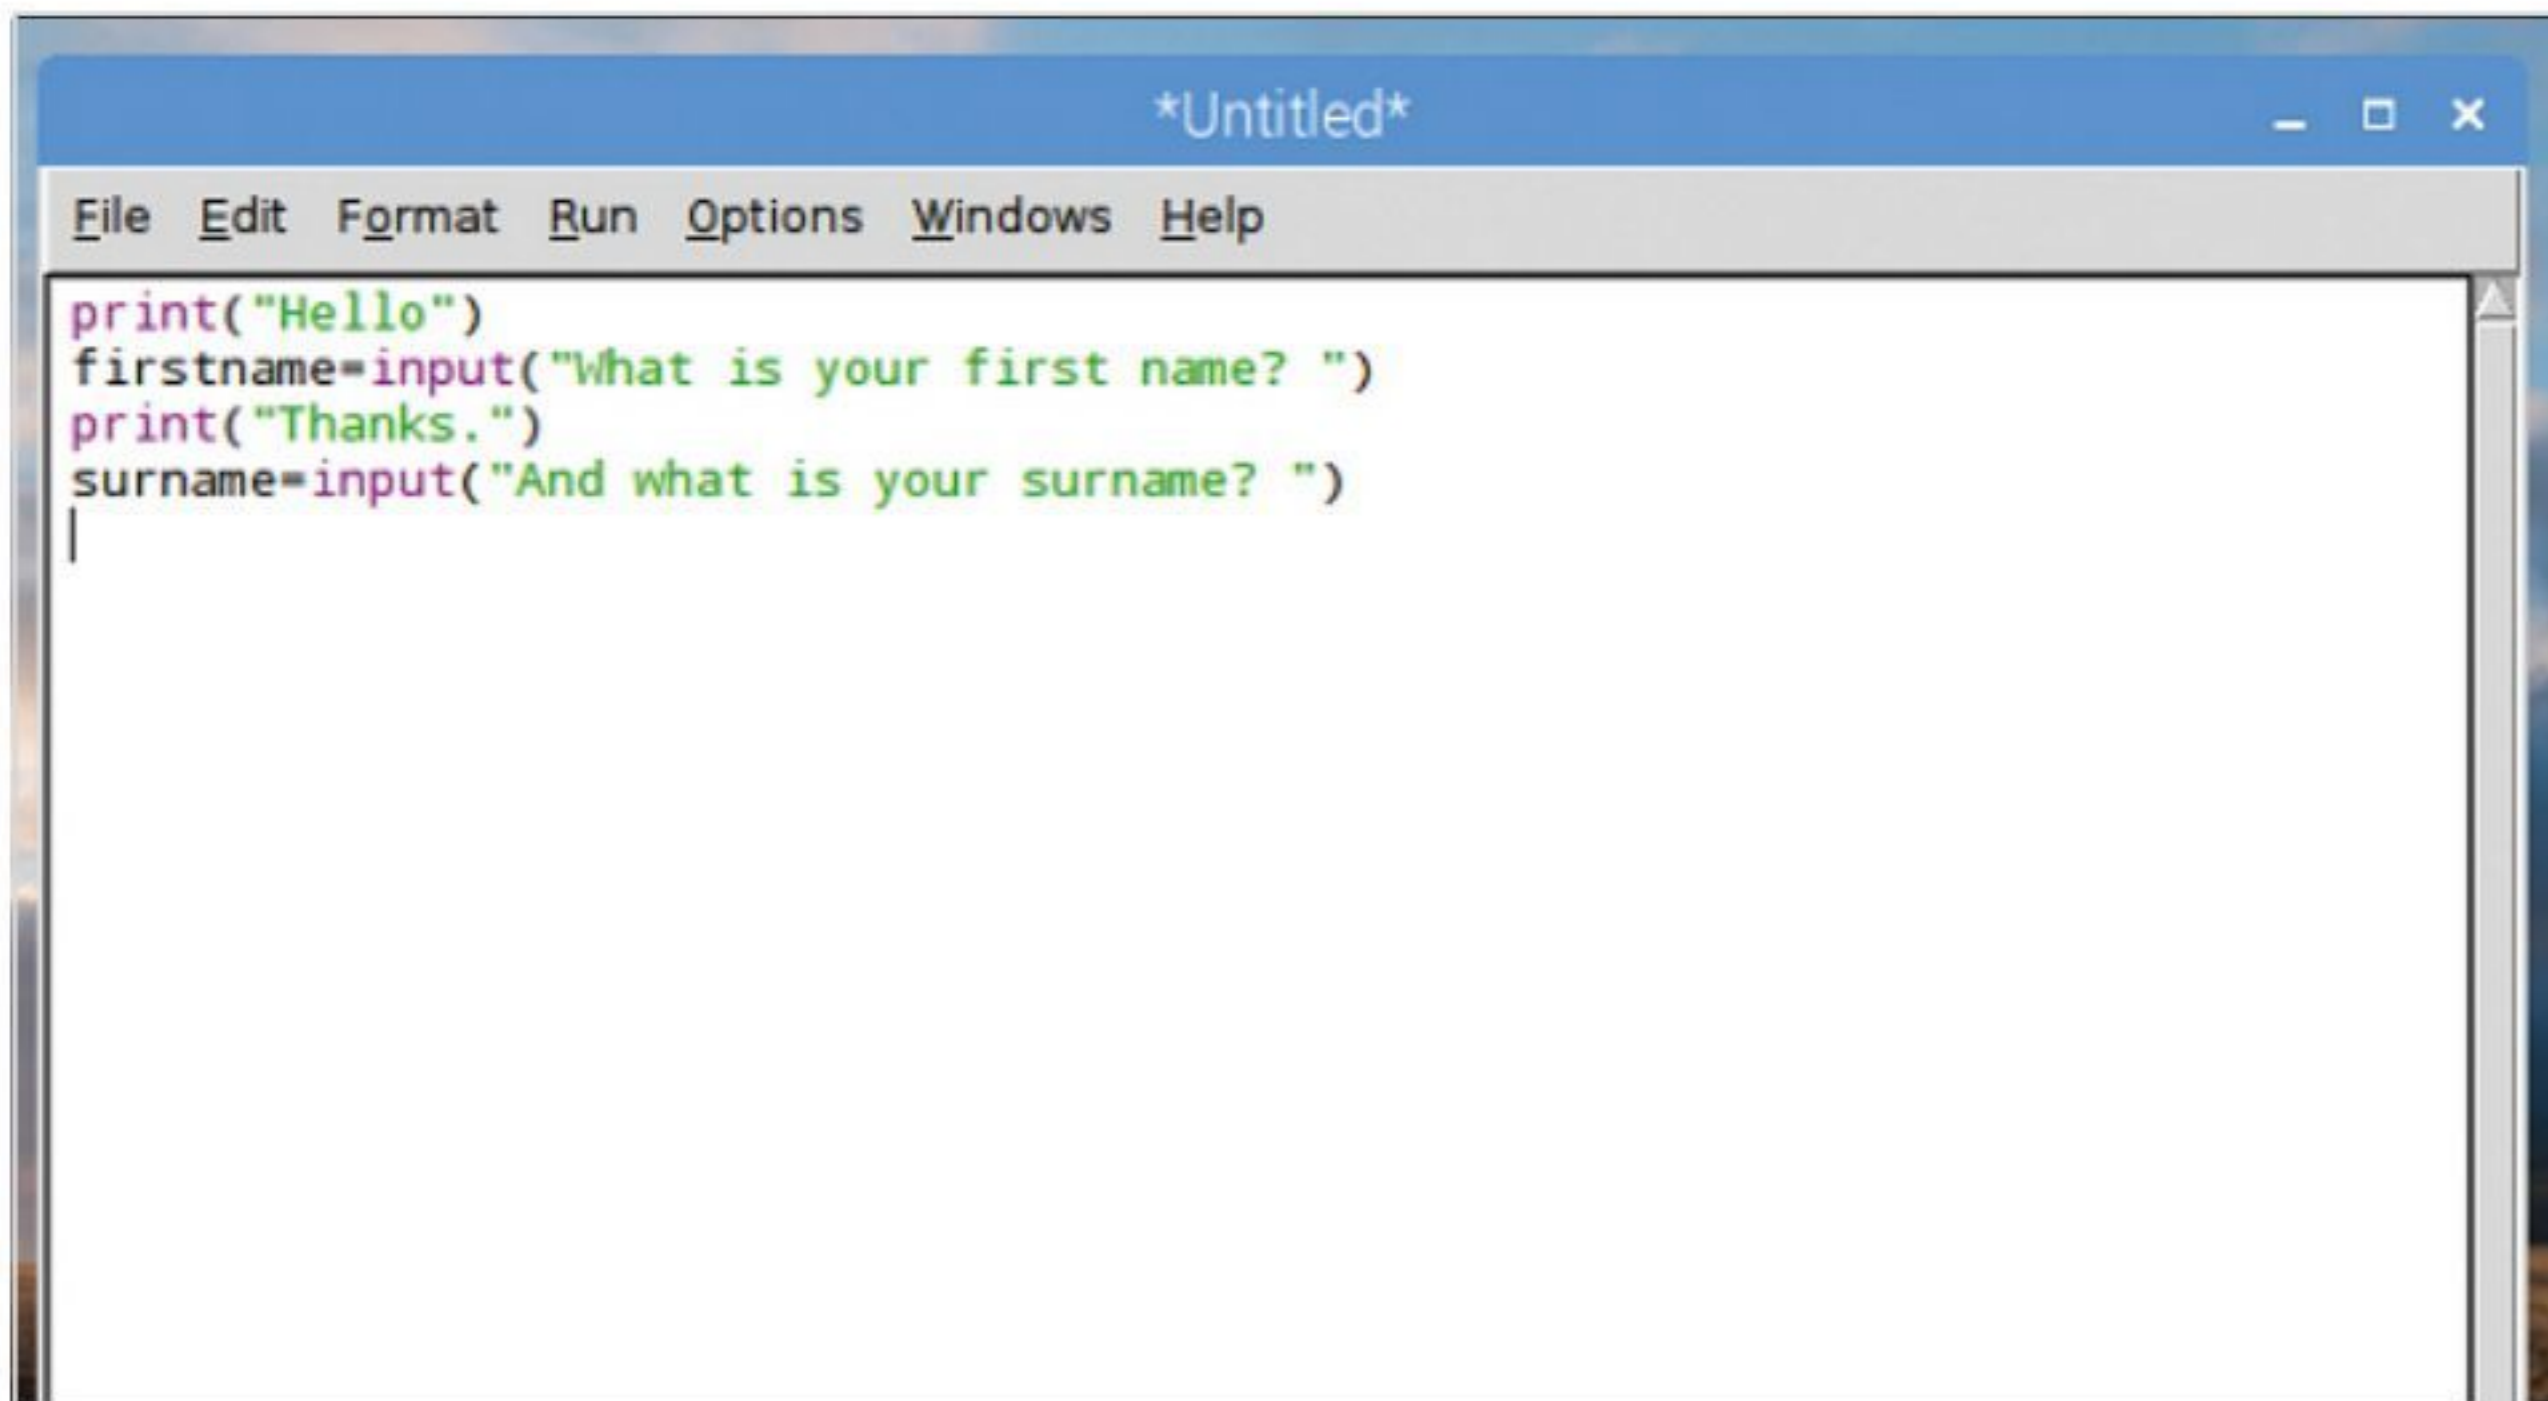 *Untitled*
File Edit Format Run Options Windows Help
print("Hello")
firstname=input("What is your first name? ")
print("Thanks.")
surname=input("And what is your surname? ")